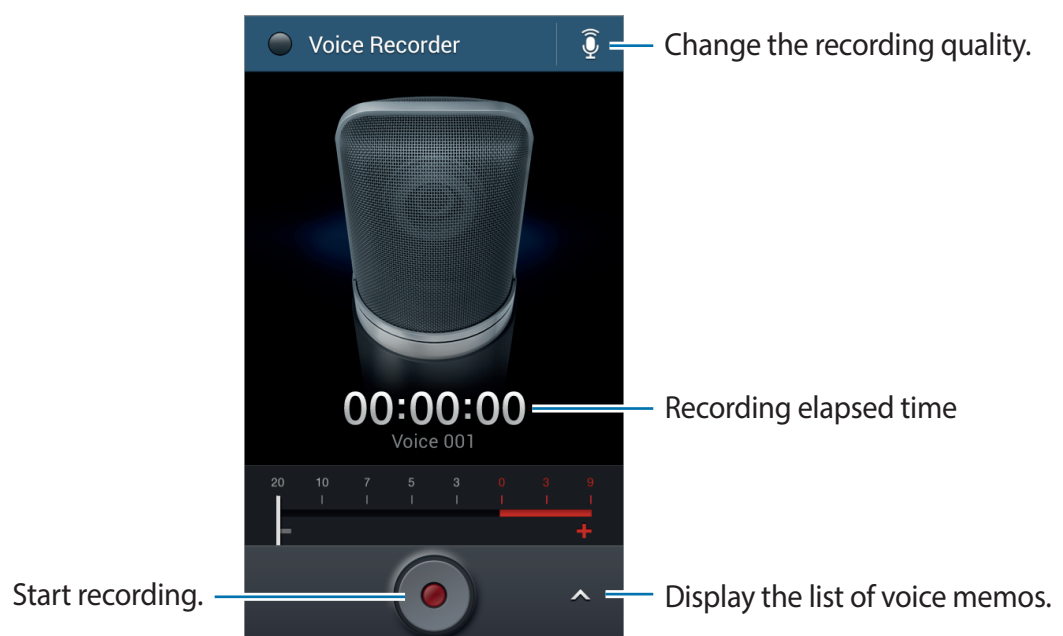 Voice Recorder
Change the recording quality.
00:00:00
Recording elapsed time
Voice 001
20 10 7 5 3 0 3 9
- +
Start recording.
Display the list of voice memos.